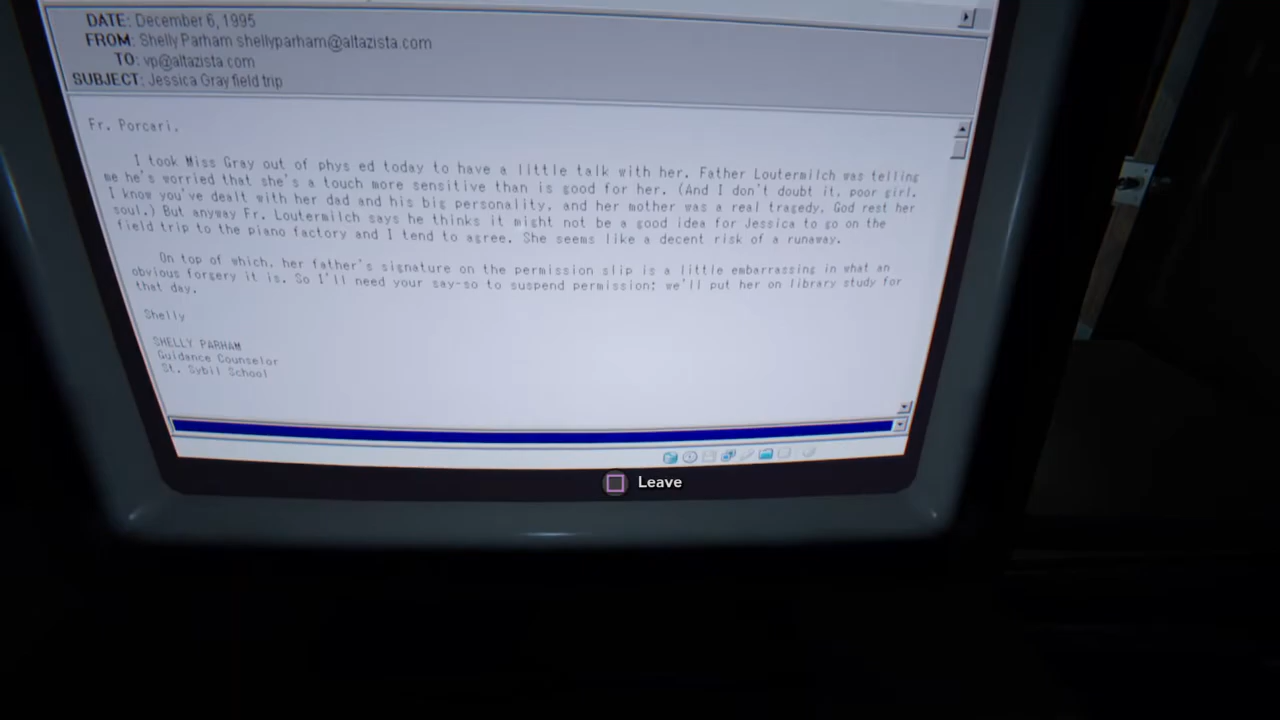 DATE: December 6, 1995
FROM: Shelly Parham shellyparham@altazista.com
TO: vp@altazista.com
SUBJECT: Jessica Gray field trip
Fr. Porcari,
I took Miss Gray out of phys ed today to have a little talk with her. Father Loutermilch was telling
me he's worried that she's a touch more sensitive than is good for her. (And I don't doubt it, poor girl.
I know you've dealt with her dad and his big personality, and her mother was a real tragedy, God rest her
soul.) But anyway Fr. Loutermilch says he thinks it might not be a good idea for Jessica to go on the
field trip to the piano factory and I tend to agree. She seems like a decent risk of a runaway.
On top of which, her father's signature on the permission slip is a little embarrassing in what an
obvious forgery it is. So I'll need your say-so to suspend permission; we'll put her on library study for
that day.
Shelly
SHELLY PARHAM
Guidance Counselor
St. Sybil School
Leave